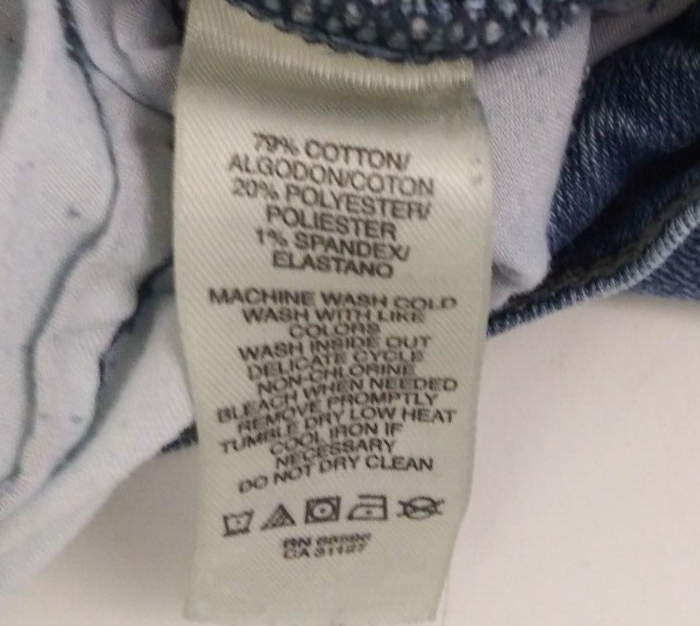 79% COTTON/
ALGODON/COTON
20% POLYESTER/
POLIESTER
1% SPANDEX/
ELASTANO
MACHINE WASH COLD
WASH WITH LIKE
COLORS
WASH INSIDE OUT
DELICATE CYCLE
NON-CHLORINE
BLEACH WHEN NEEDED
REMOVE PROMPTLY
TUMBLE DRY LOW HEAT
COOL IRON IF
NECESSARY
DO NOT DRY CLEAN
RN
CA 31127